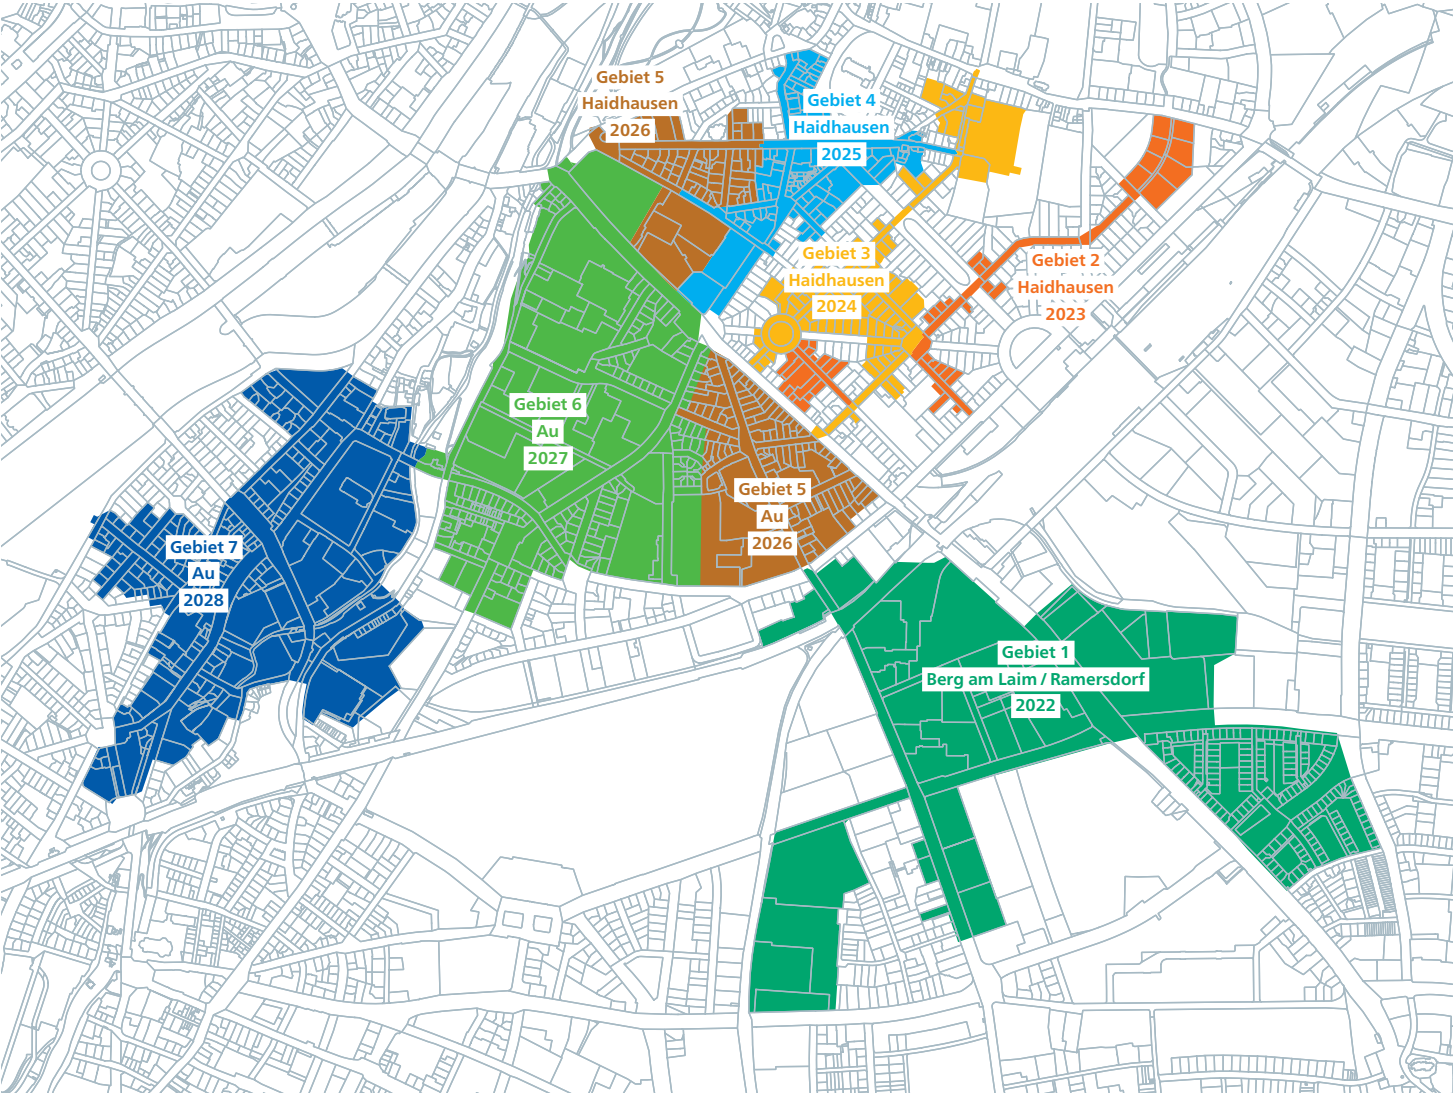 Gebiet 5
Haidhausen
2026
Gebiet 4
Haidhausen
2025
Gebiet 3
Haidhausen
2024
Gebiet 2
Haidhausen
2023
Gebiet 6
Au
2027
Gebiet 5
Au
2026
Gebiet 7
Au
2028
Gebiet 1
Berg am Laim / Ramersdorf
2022